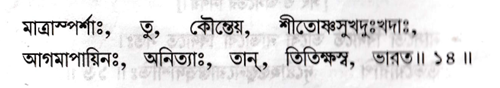 মাত্রাস্পর্শাঃ, তু, কৌন্তেয়, শীতোষ্ণসুখদুঃখদাঃ,
আগমাপায়িনঃ, অনিত্যাঃ, তান্, তিতিক্ষস্ব, ভারত॥ ১৪ ॥